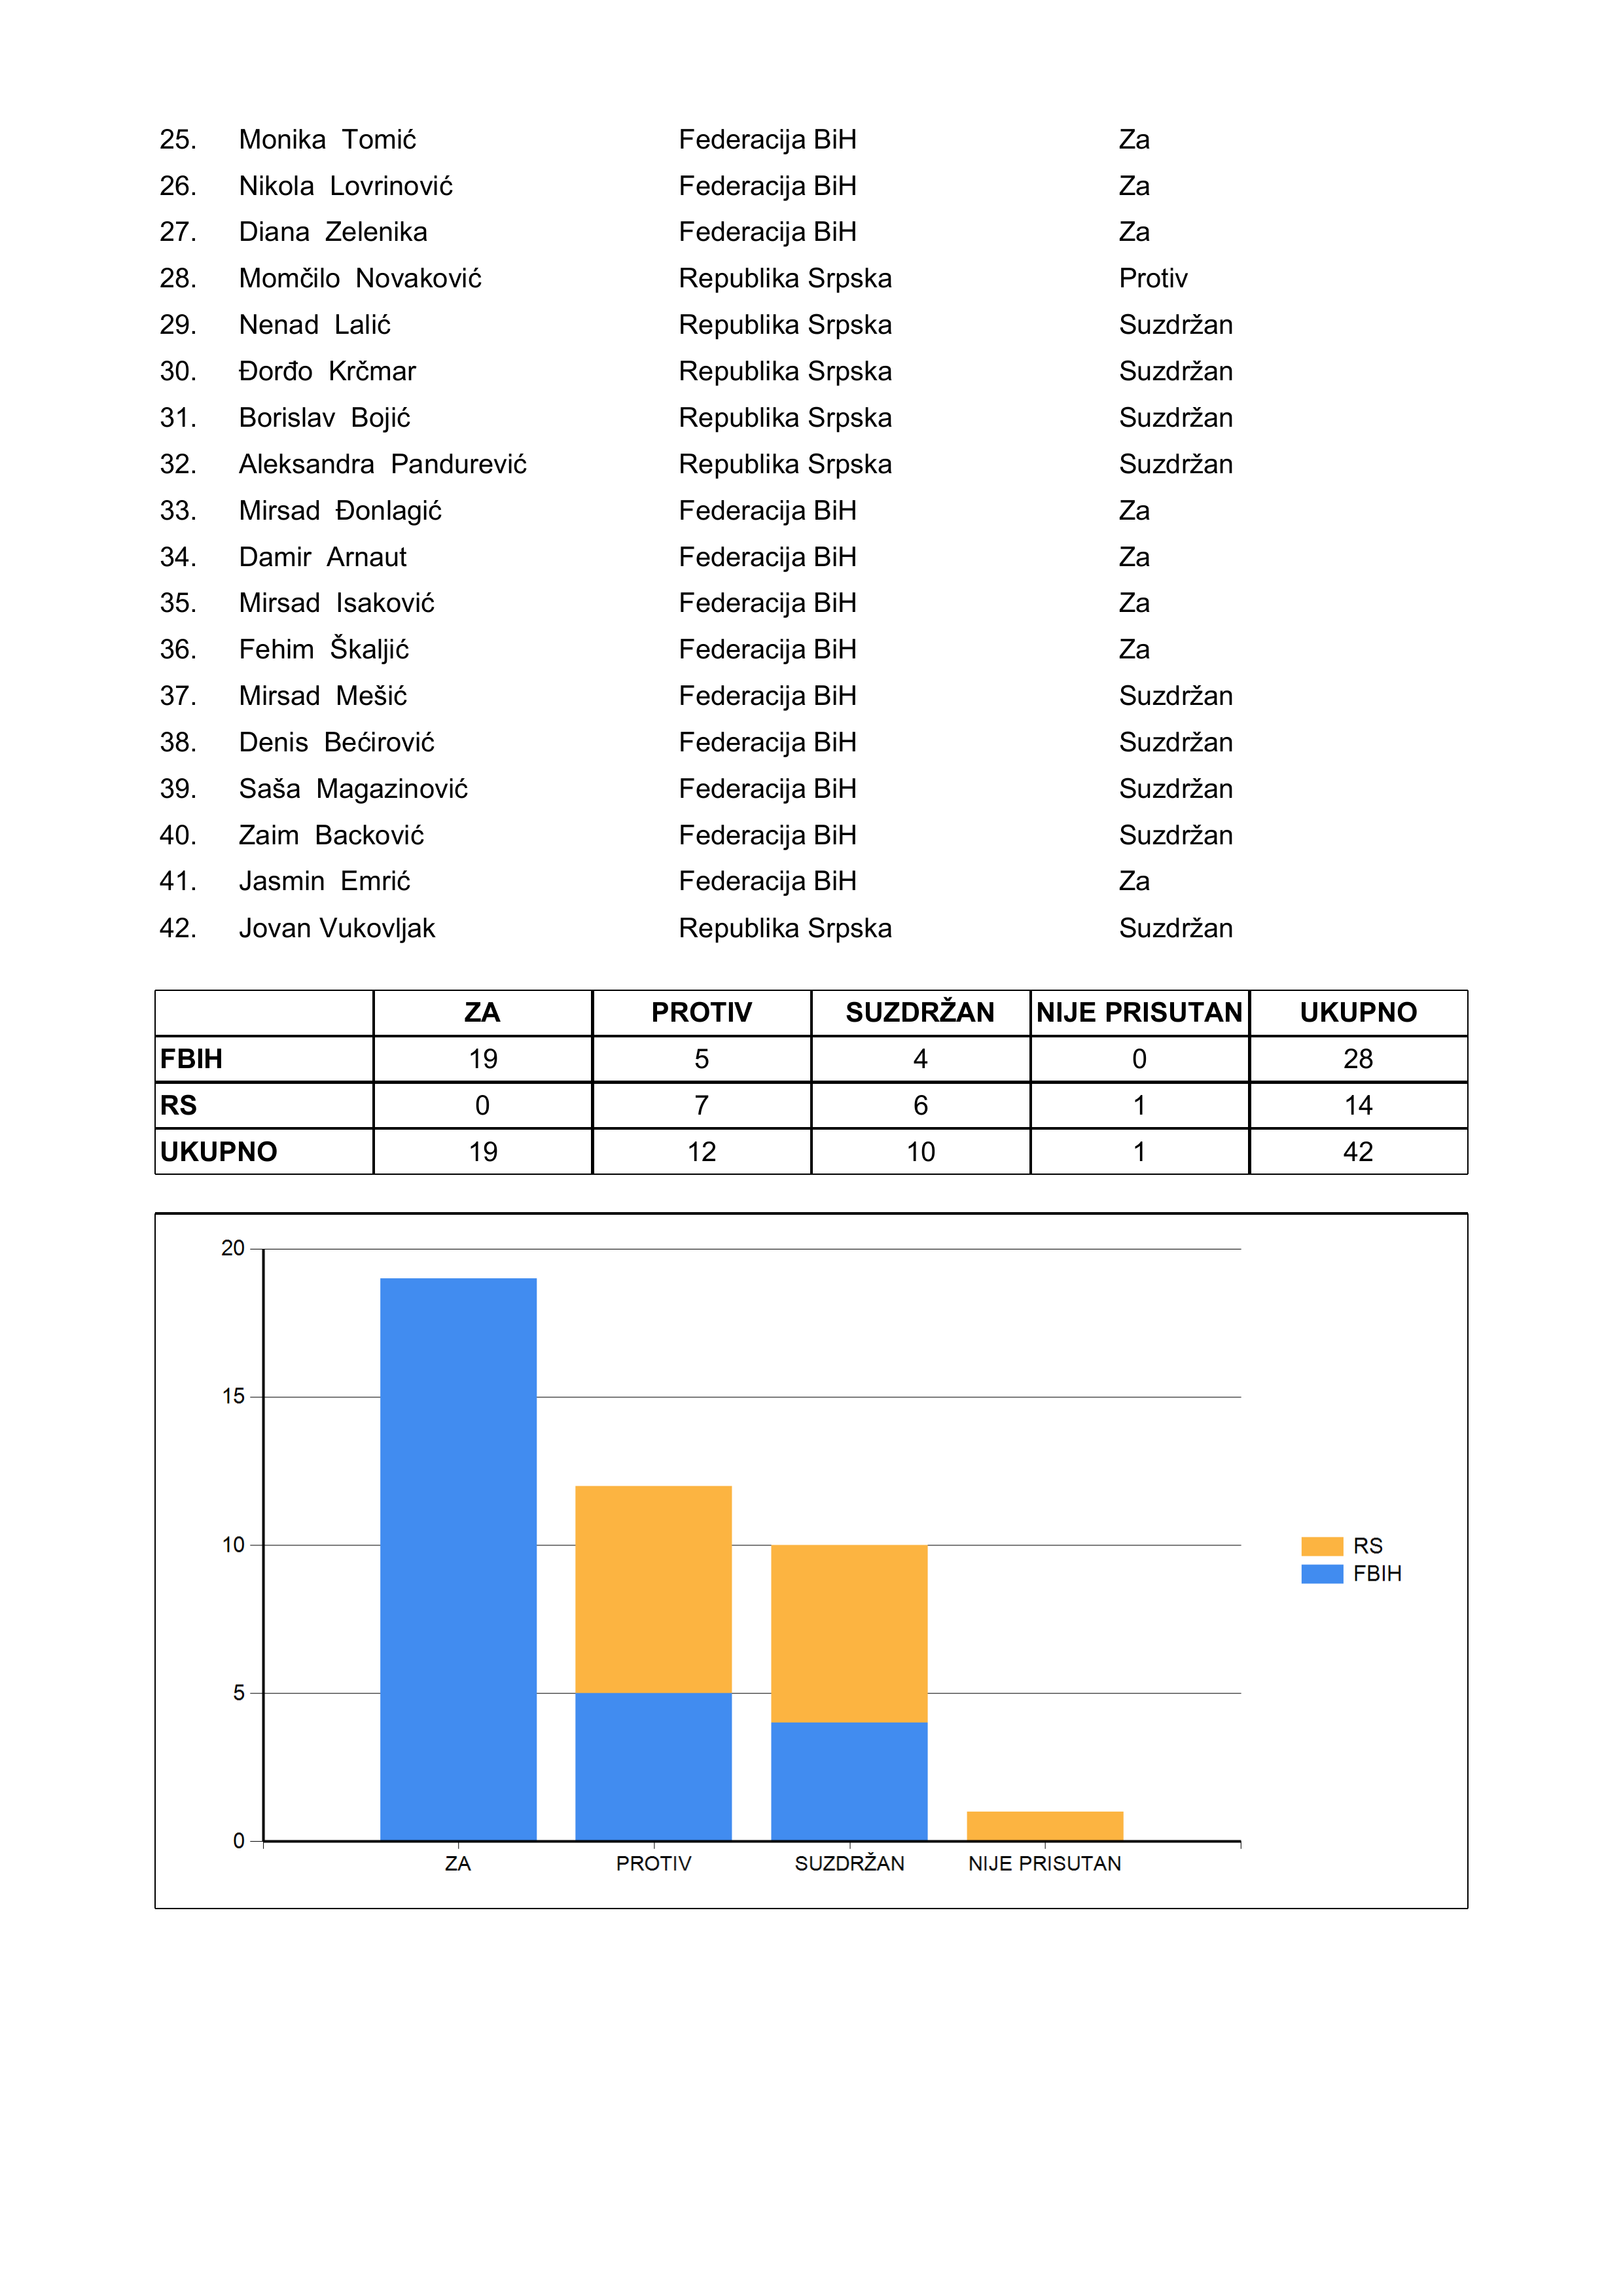 25. Monika Tomić Federacija BiH Za
26. Nikola Lovrinović Federacija BiH Za
27. Diana Zelenika Federacija BiH Za
28. Momčilo Novaković Republika Srpska Protiv
29. Nenad Lalić Republika Srpska Suzdržan
30. Đorđo Krčmar Republika Srpska Suzdržan
31. Borislav Bojić Republika Srpska Suzdržan
32. Aleksandra Pandurević Republika Srpska Suzdržan
33. Mirsad Đonlagić Federacija BiH Za
34. Damir Arnaut Federacija BiH Za
35. Mirsad Isaković Federacija BiH Za
36. Fehim Škaljić Federacija BiH Za
37. Mirsad Mešić Federacija BiH Suzdržan
38. Denis Bećirović Federacija BiH Suzdržan
39. Saša Magazinović Federacija BiH Suzdržan
40. Zaim Backović Federacija BiH Suzdržan
41. Jasmin Emrić Federacija BiH Za
42. Jovan Vukovljak Republika Srpska Suzdržan
ZA PROTIV SUZDRŽAN NIJE PRISUTAN UKUPNO
FBIH 19 5 4 0 28
RS 0 7 6 1 14
UKUPNO 19 12 10 1 42
20
15
10
5
0
ZA PROTIV SUZDRŽAN NIJE PRISUTAN
RS
FBIH